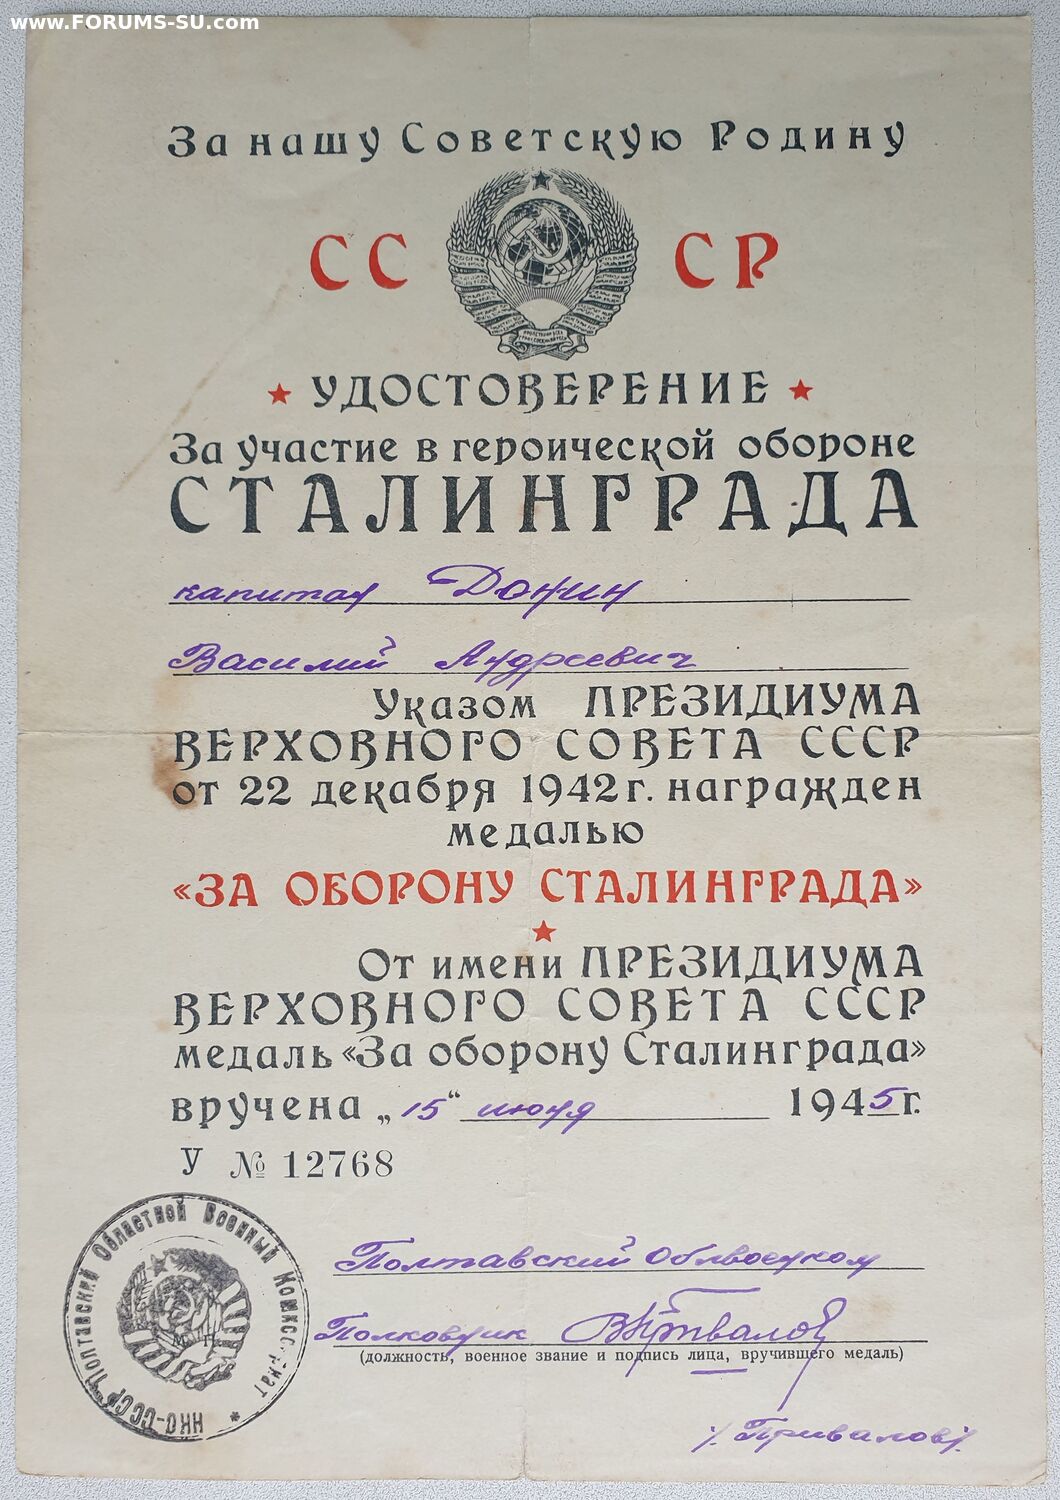 www.FORUMS-SU.com
За нашу Советскую Родину
СССР
УДОСТОВЕРЕНИЕ
За участие в героической обороне
СТАЛИНГРАДА
капитан Донин
Василий Андреевич
Указом ПРЕЗИДИУМА
ВЕРХОВНОГО СОВЕТА СССР
от 22 декабря 1942 г. награжден
медалью
«ЗА ОБОРОНУ СТАЛИНГРАДА»
От имени ПРЕЗИДИУМА
ВЕРХОВНОГО СОВЕТА СССР
медаль «За оборону Сталинграда»
вручена „15“ июня 1945 г.
У № 12768
Полтавский Облвоенком
Полковник Привалов
(должность, военное звание и подпись лица, вручившего медаль)
/Привалов/
НКО-СССР Полтавский Областной Военный Комиссариат